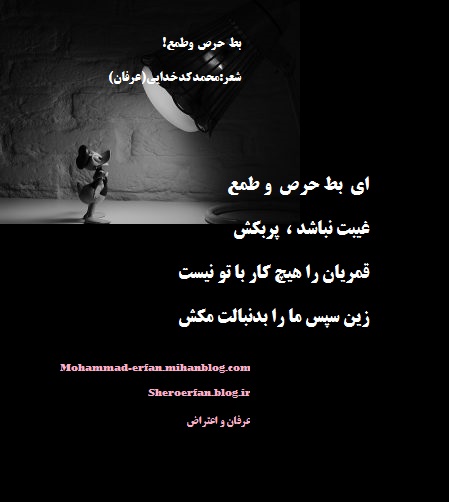 بط حرص وطمع!
شعر:محمدکدخدایی(عرفان)
ای بط حرص و طمع
غیبت نباشد ، پربکش
قمریان را هیچ کار با تو نیست
زین سپس ما را بدنبالت مکش
Mohammad-erfan.mihanblog.com
Sheroerfan.blog.ir
عرفان و اعتراض